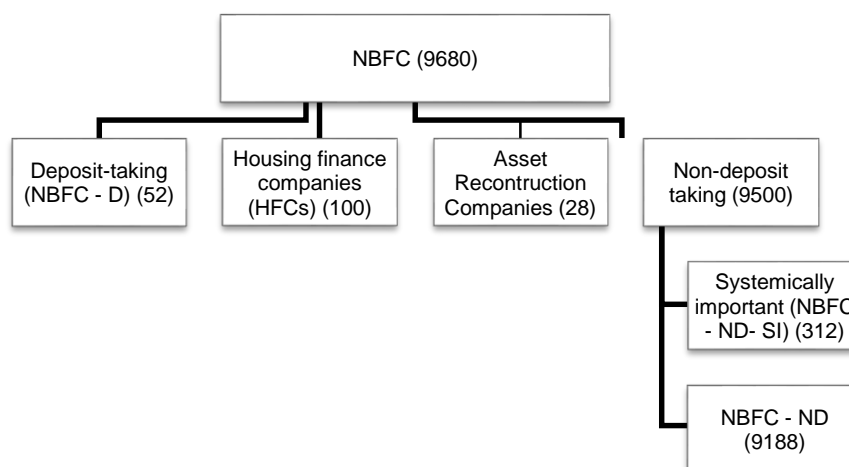 NBFC (9680)
Deposit-taking
(NBFC - D) (52)
Housing finance
companies
(HFCs) (100)
Asset
Recontruction
Companies (28)
Non-deposit
taking (9500)
Systemically
important (NBFC
- ND- SI) (312)
NBFC - ND
(9188)